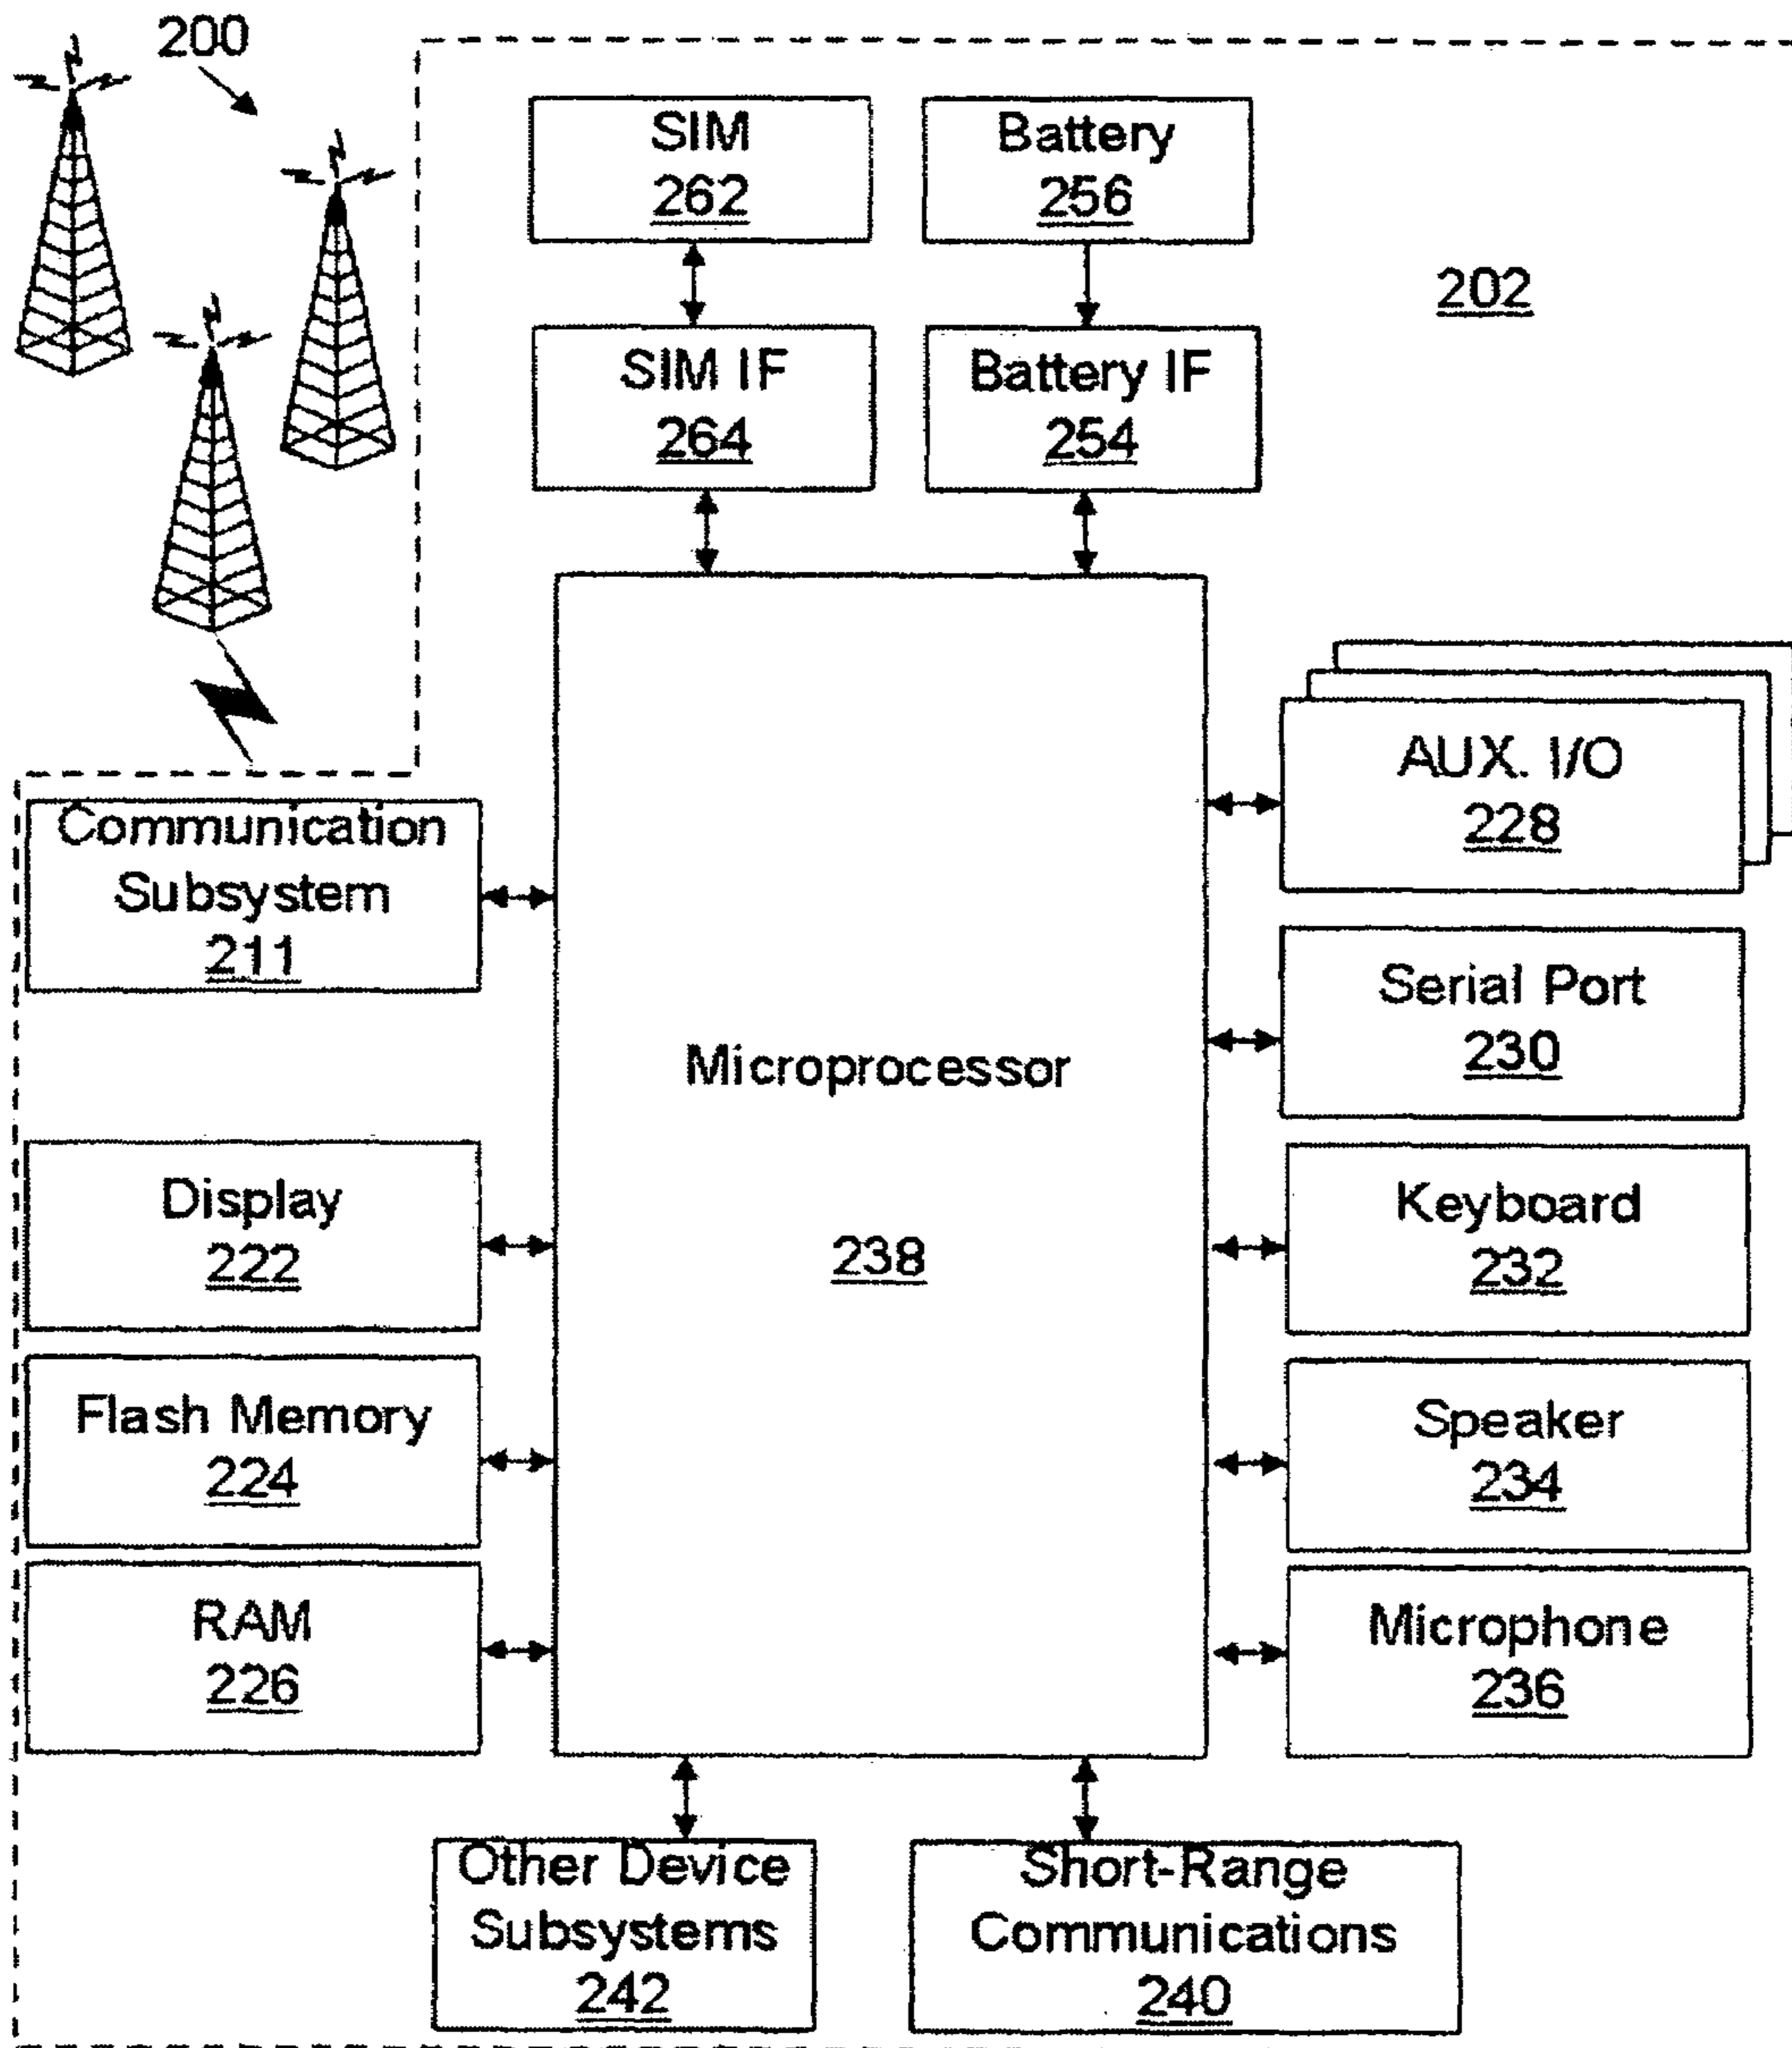 200
SIM
262
Battery
256
202
SIM IF
264
Battery IF
254
AUX. I/O
228
Communication
Subsystem
211
Serial Port
230
Microprocessor
238
Display
222
Keyboard
232
Flash Memory
224
Speaker
234
RAM
226
Microphone
236
Other Device
Subsystems
242
Short-Range
Communications
240